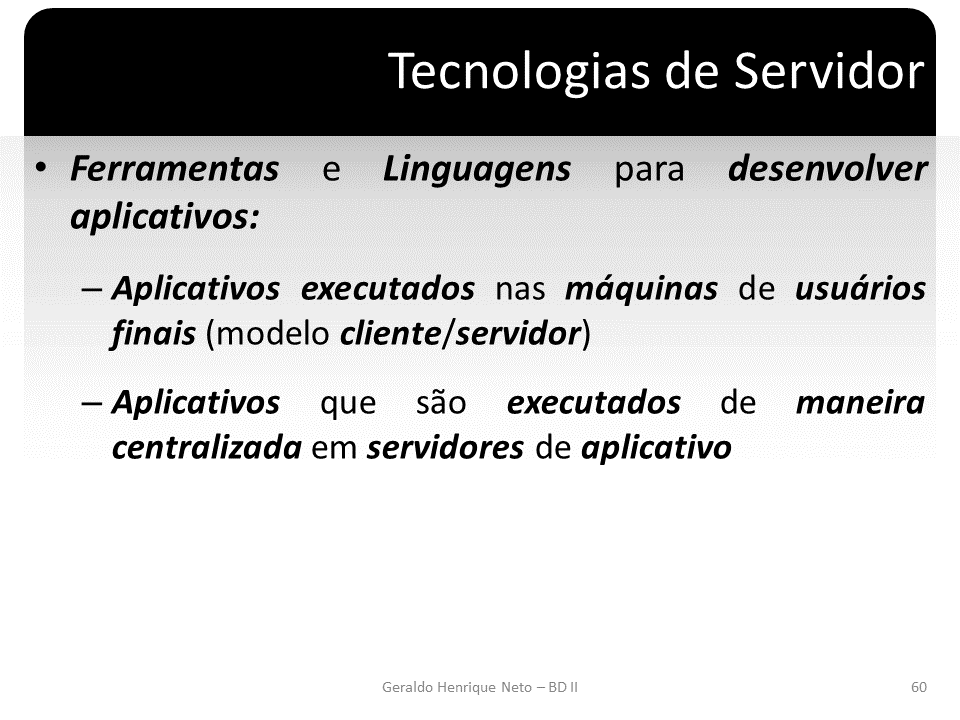 Tecnologias de Servidor
• Ferramentas e Linguagens para desenvolver
aplicativos:
– Aplicativos executados nas máquinas de usuários
finais (modelo cliente/servidor)
– Aplicativos que são executados de maneira
centralizada em servidores de aplicativo
Geraldo Henrique Neto – BD II
60